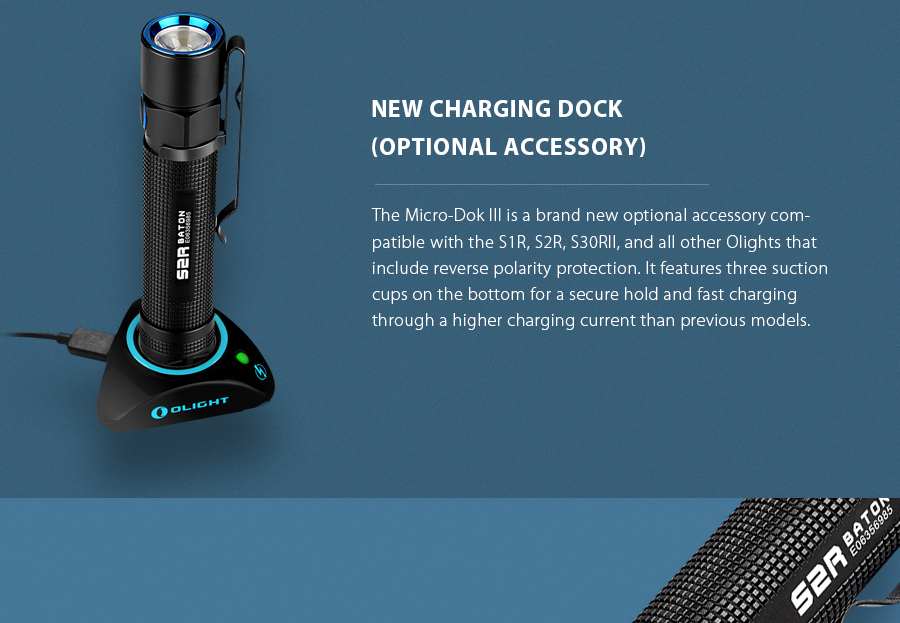 NEW CHARGING DOCK
(OPTIONAL ACCESSORY)
The Micro-Dok III is a brand new optional accessory com-
patible with the S1R, S2R, S30RII, and all other Olights that
include reverse polarity protection. It features three suction
cups on the bottom for a secure hold and fast charging
through a higher charging current than previous models.
S2R BATON
E06356985
OLIGHT
S2R BATON
E06356985